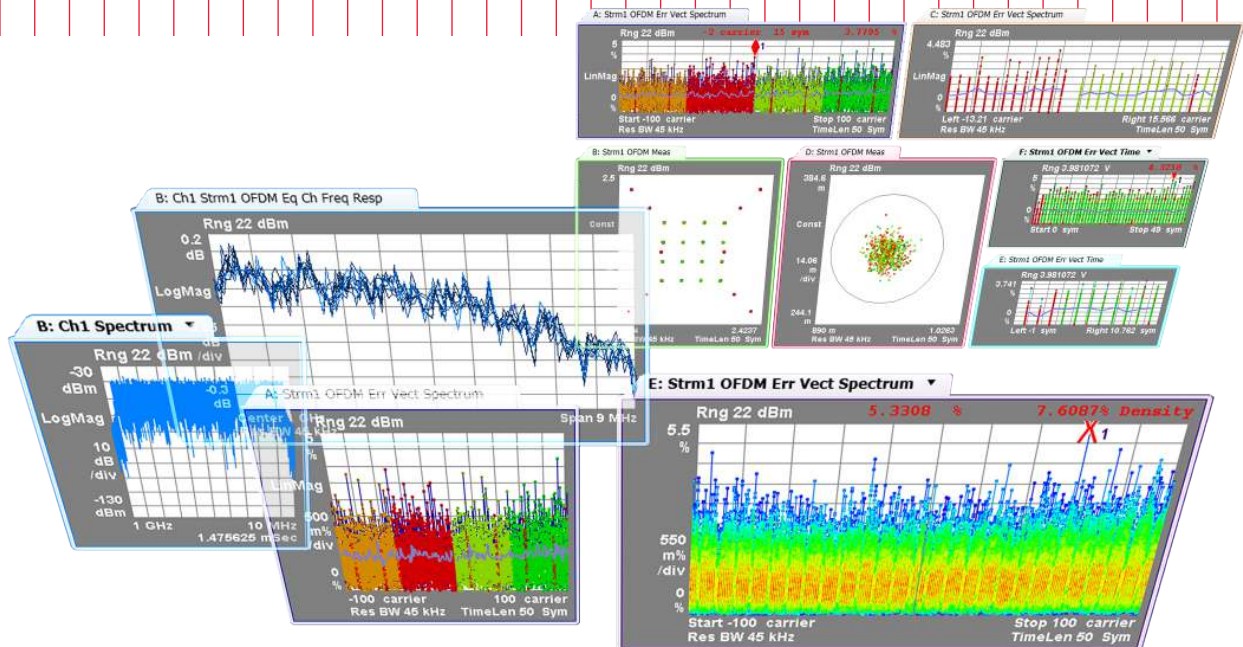 A: Strm1 OFDM Err Vect Spectrum
Rng 22 dBm
-2 carrier 15 sym 3.7795 %
5
%
LinMag
0
%
Start -100 carrier
Stop 100 carrier
Res BW 45 kHz
TimeLen 50 Sym
C: Strm1 OFDM Err Vect Spectrum
Rng 22 dBm
4.483
%
LinMag
0
%
Left -13.21 carrier
Right 15.566 carrier
Res BW 45 kHz
TimeLen 50 Sym
B: Strm1 OFDM Meas
Rng 22 dBm
2.5
Const
2.4237
TimeLen 50 Sym
D: Strm1 OFDM Meas
Rng 22 dBm
384.6
m
Const
14.06
m
/div
244.1
m
890 m
1.0263
Res BW 45 kHz
TimeLen 50 Sym
F: Strm1 OFDM Err Vect Time
Rng 3.981072 V
5
%
0
%
Start 0 sym
Stop 49 sym
E: Strm1 OFDM Err Vect Time
Rng 3.981072 V
3.741
%
0
%
Left -1 sym
Right 10.762 sym
B: Ch1 Strm1 OFDM Eq Ch Freq Resp
Rng 22 dBm
0.2
dB
LogMag
dB
/div
-0.3
dB
Center 1 GHz
Span 9 MHz
B: Ch1 Spectrum
Rng 22 dBm
-30
dBm
LogMag
10
dB
/div
-130
dBm
1 GHz
10 MHz
1.475625 mSec
A: Strm1 OFDM Err Vect Spectrum
Rng 22 dBm
%
LinMag
500
m%
/div
0
%
-100 carrier
100 carrier
Res BW 45 kHz
TimeLen 50 Sym
E: Strm1 OFDM Err Vect Spectrum
Rng 22 dBm
5.3308 %
7.6087% Density
1
5.5
%
550
m%
/div
0
%
Start -100 carrier
Stop 100 carrier
Res BW 45 kHz
TimeLen 50 Sym